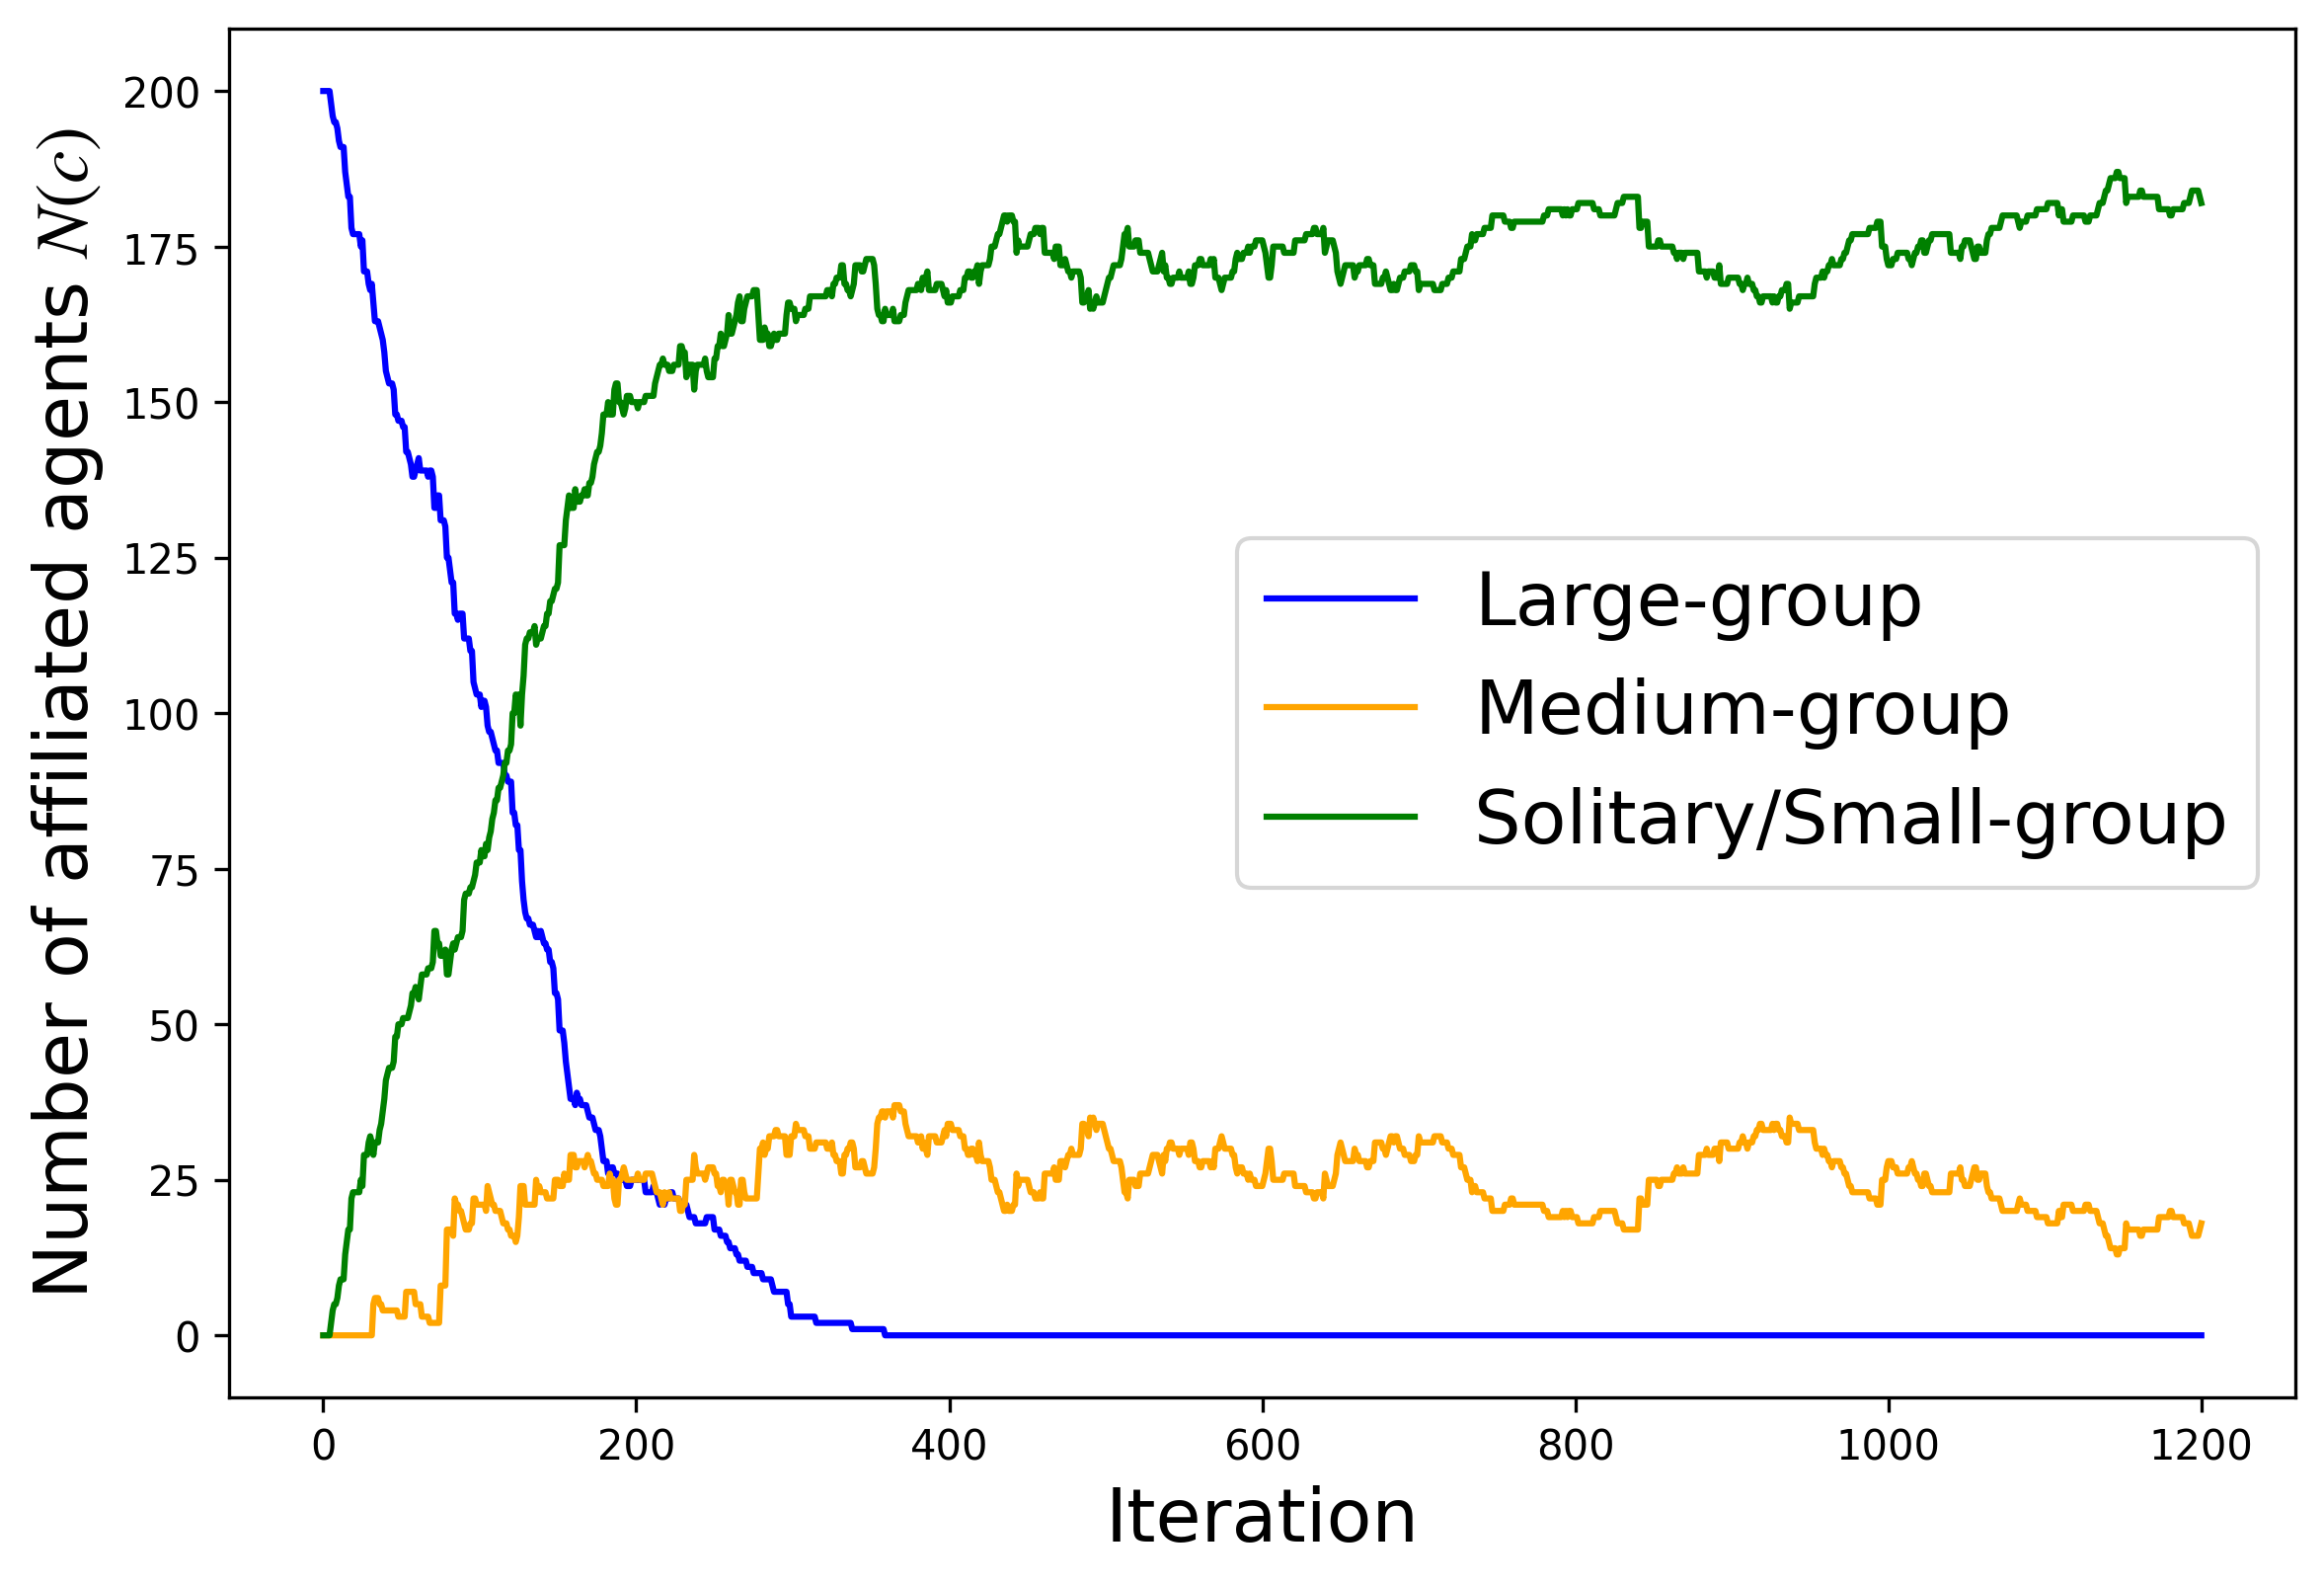 Number of affiliated agents N(c)
200
175
150
125
100
75
50
25
0
Large-group
Medium-group
Solitary/Small-group
0 200 400 600 800 1000 1200
Iteration